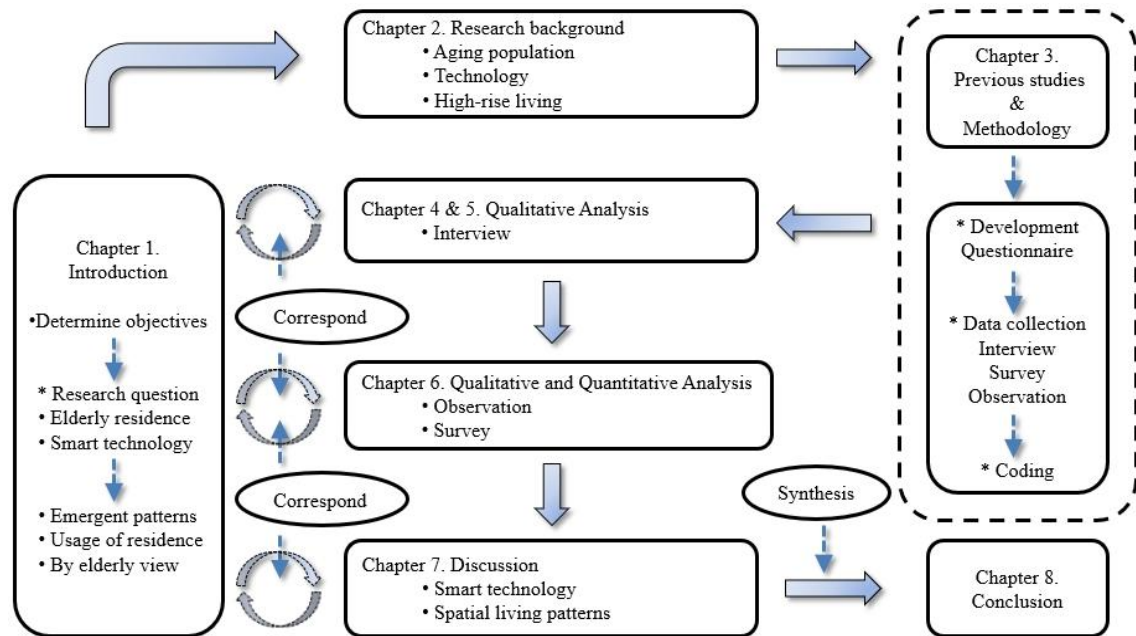 Chapter 2. Research background
• Aging population
• Technology
• High-rise living
Chapter 3.
Previous studies
&
Methodology
* Development
Questionnaire
* Data collection
Interview
Survey
Observation
* Coding
Chapter 1.
Introduction
•Determine objectives
* Research question
• Elderly residence
• Smart technology
• Emergent patterns
• Usage of residence
• By elderly view
Chapter 4 & 5. Qualitative Analysis
• Interview
Correspond
Chapter 6. Qualitative and Quantitative Analysis
• Observation
• Survey
Correspond
Synthesis
Chapter 7. Discussion
• Smart technology
• Spatial living patterns
Chapter 8.
Conclusion